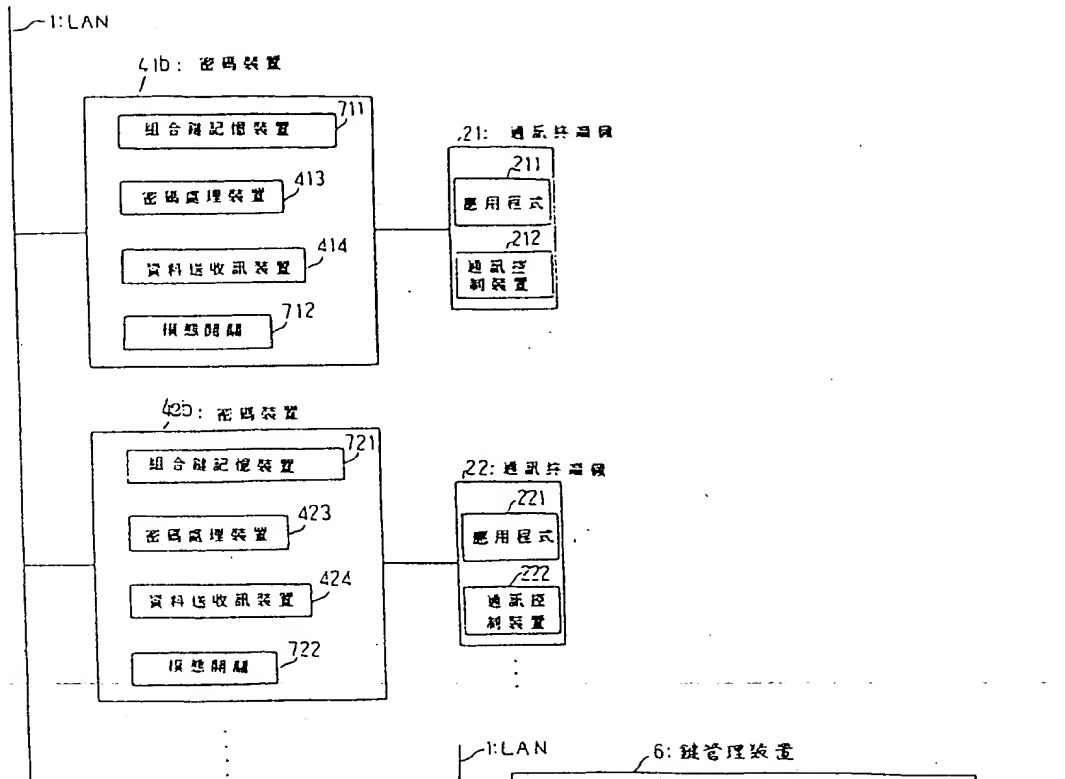 1:LAN
41b: 密碼裝置
711
組合鍵記憶裝置
413
密碼處理裝置
414
資料送收訊裝置
712
模態開關
21: 通訊終端機
211
應用程式
212
通訊控
制裝置
42b: 密碼裝置
721
組合鍵記憶裝置
423
密碼處理裝置
424
資料送收訊裝置
722
模態開關
22: 通訊終端機
221
應用程式
222
通訊控
制裝置
1:LAN
6: 鍵管理裝置